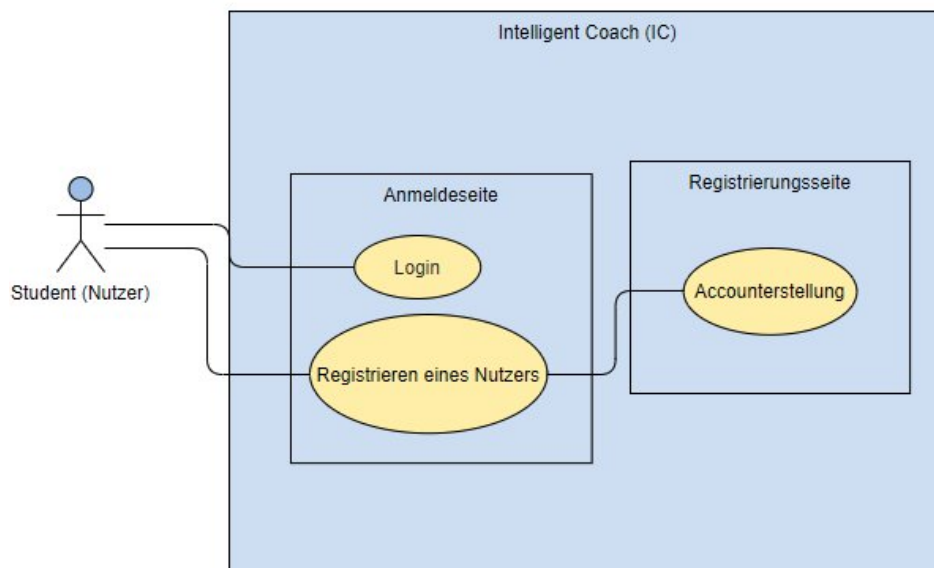 Intelligent Coach (IC)
Anmeldeseite
Registrierungsseite
Login
Accounterstellung
Student (Nutzer)
Registrieren eines Nutzers